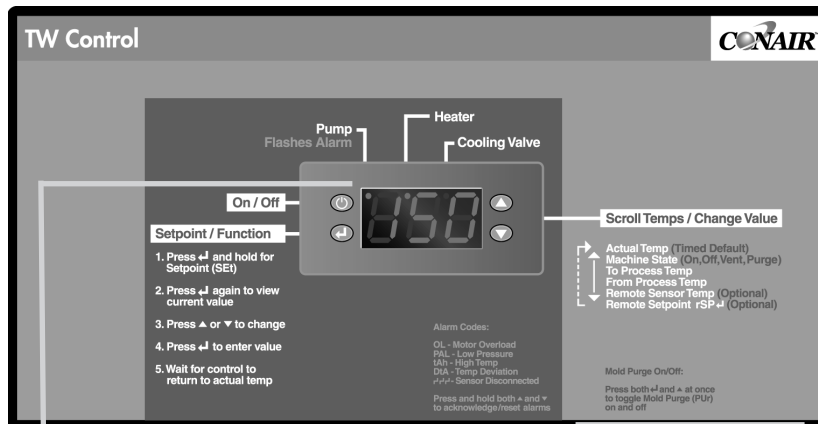 TW Control
CONAIR
Heater
Pump
Flashes Alarm
Cooling Valve
On / Off
150
Setpoint / Function
Scroll Temps / Change Value
1. Press ↵ and hold for
Setpoint (SEt)
2. Press ↵ again to view
current value
3. Press ▲ or ▼ to change
4. Press ↵ to enter value
5. Wait for control to
return to actual temp
Actual Temp (Timed Default)
Machine State (On,Off,Vent,Purge)
To Process Temp
From Process Temp
Remote Sensor Temp (Optional)
Remote Setpoint rSP↵ (Optional)
Alarm Codes:
OL - Motor Overload
PAL - Low Pressure
tAh - High Temp
DtA - Temp Deviation
- Sensor Disconnected
Press and hold both ▲ and ▼
to acknowledge/reset alarms
Mold Purge On/Off:
Press both ↵ and ▲ at once
to toggle Mold Purge (PUr)
on and off